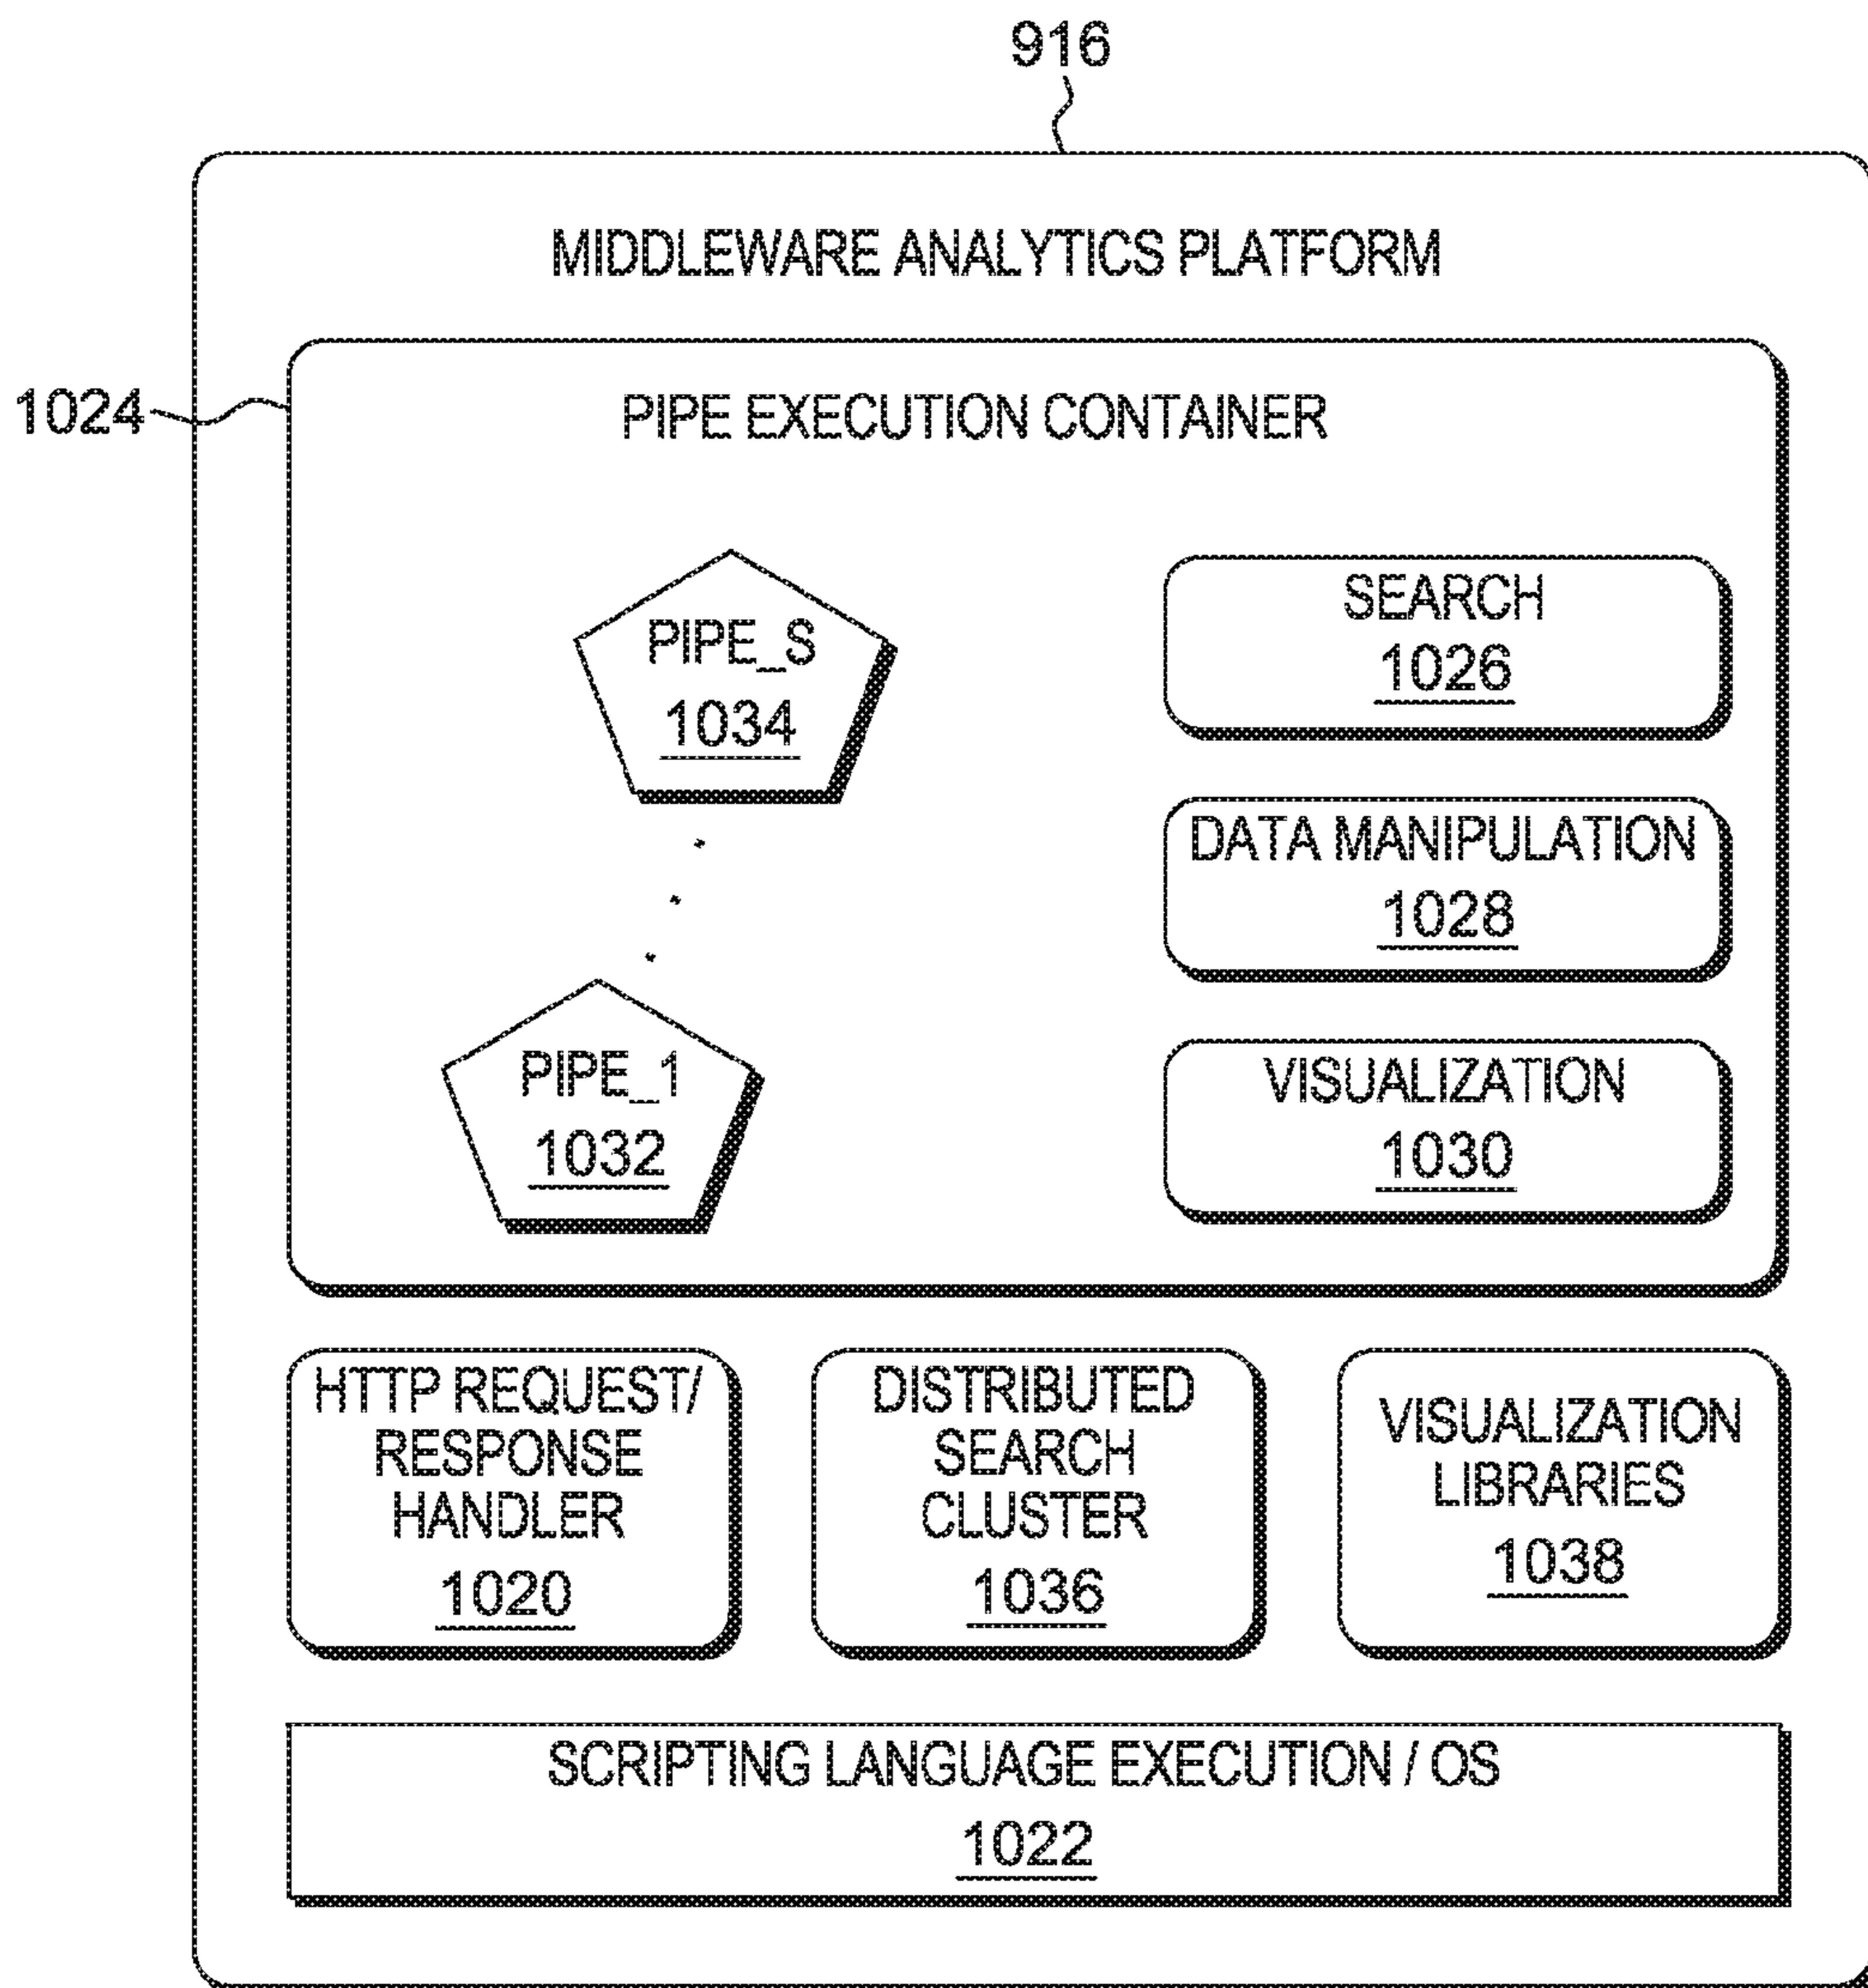 916
MIDDLEWARE ANALYTICS PLATFORM
1024
PIPE EXECUTION CONTAINER
PIPE_S
1034
SEARCH
1026
DATA MANIPULATION
1028
PIPE_1
1032
VISUALIZATION
1030
HTTP REQUEST/
RESPONSE
HANDLER
1020
DISTRIBUTED
SEARCH
CLUSTER
1036
VISUALIZATION
LIBRARIES
1038
SCRIPTING LANGUAGE EXECUTION / OS
1022